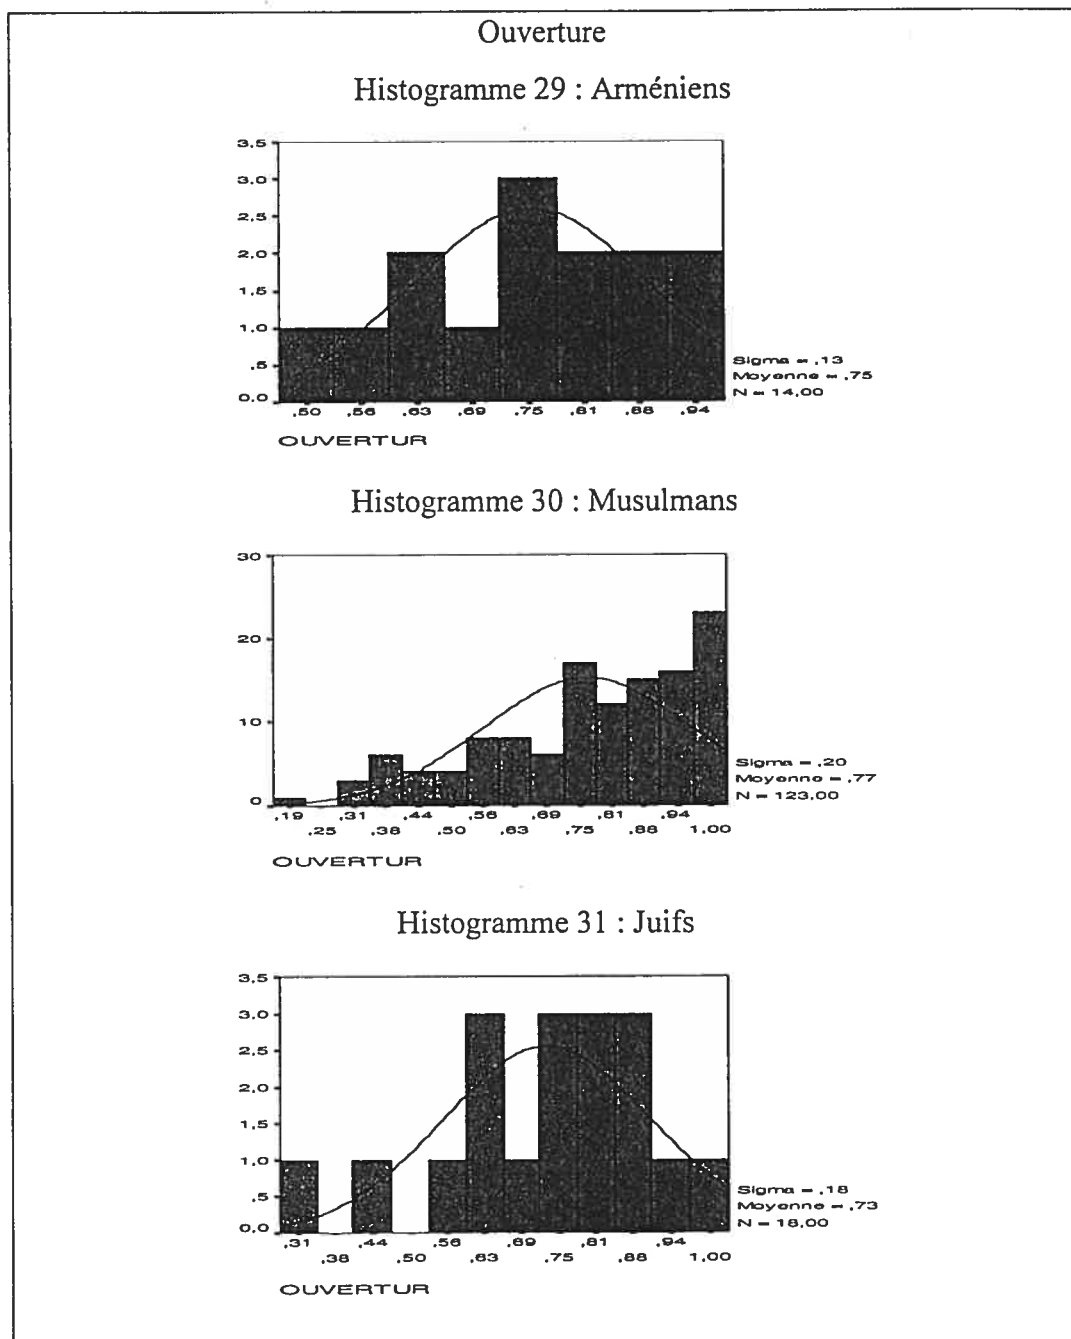 Ouverture
Histogramme 29 : Arméniens
3,5
3,0
2,5
2,0
1,5
1,0
,5
0,0
,50 ,56 ,63 ,69 ,75 ,81 ,88 ,94
OUVERTUR
Sigma = ,13
Moyenne = ,75
N = 14,00
Histogramme 30 : Musulmans
30
20
10
0
,19 ,31 ,44 ,56 ,69 ,81 ,94
,25 ,38 ,50 ,63 ,75 ,88 1,00
OUVERTUR
Sigma = ,20
Moyenne = ,77
N = 123,00
Histogramme 31 : Juifs
3,5
3,0
2,5
2,0
1,5
1,0
,5
0,0
,31 ,44 ,56 ,69 ,81 ,94
,38 ,50 ,63 ,75 ,88 1,00
OUVERTUR
Sigma = ,18
Moyenne = ,73
N = 18,00